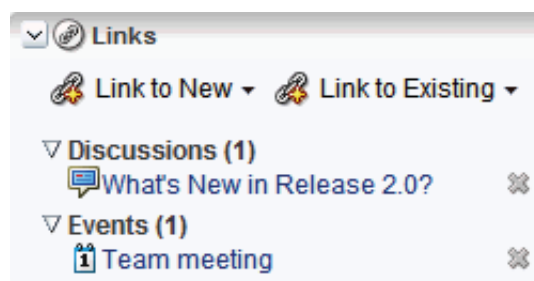 Links
Link to New Link to Existing
Discussions (1)
What's New in Release 2.0?
Events (1)
1 Team meeting